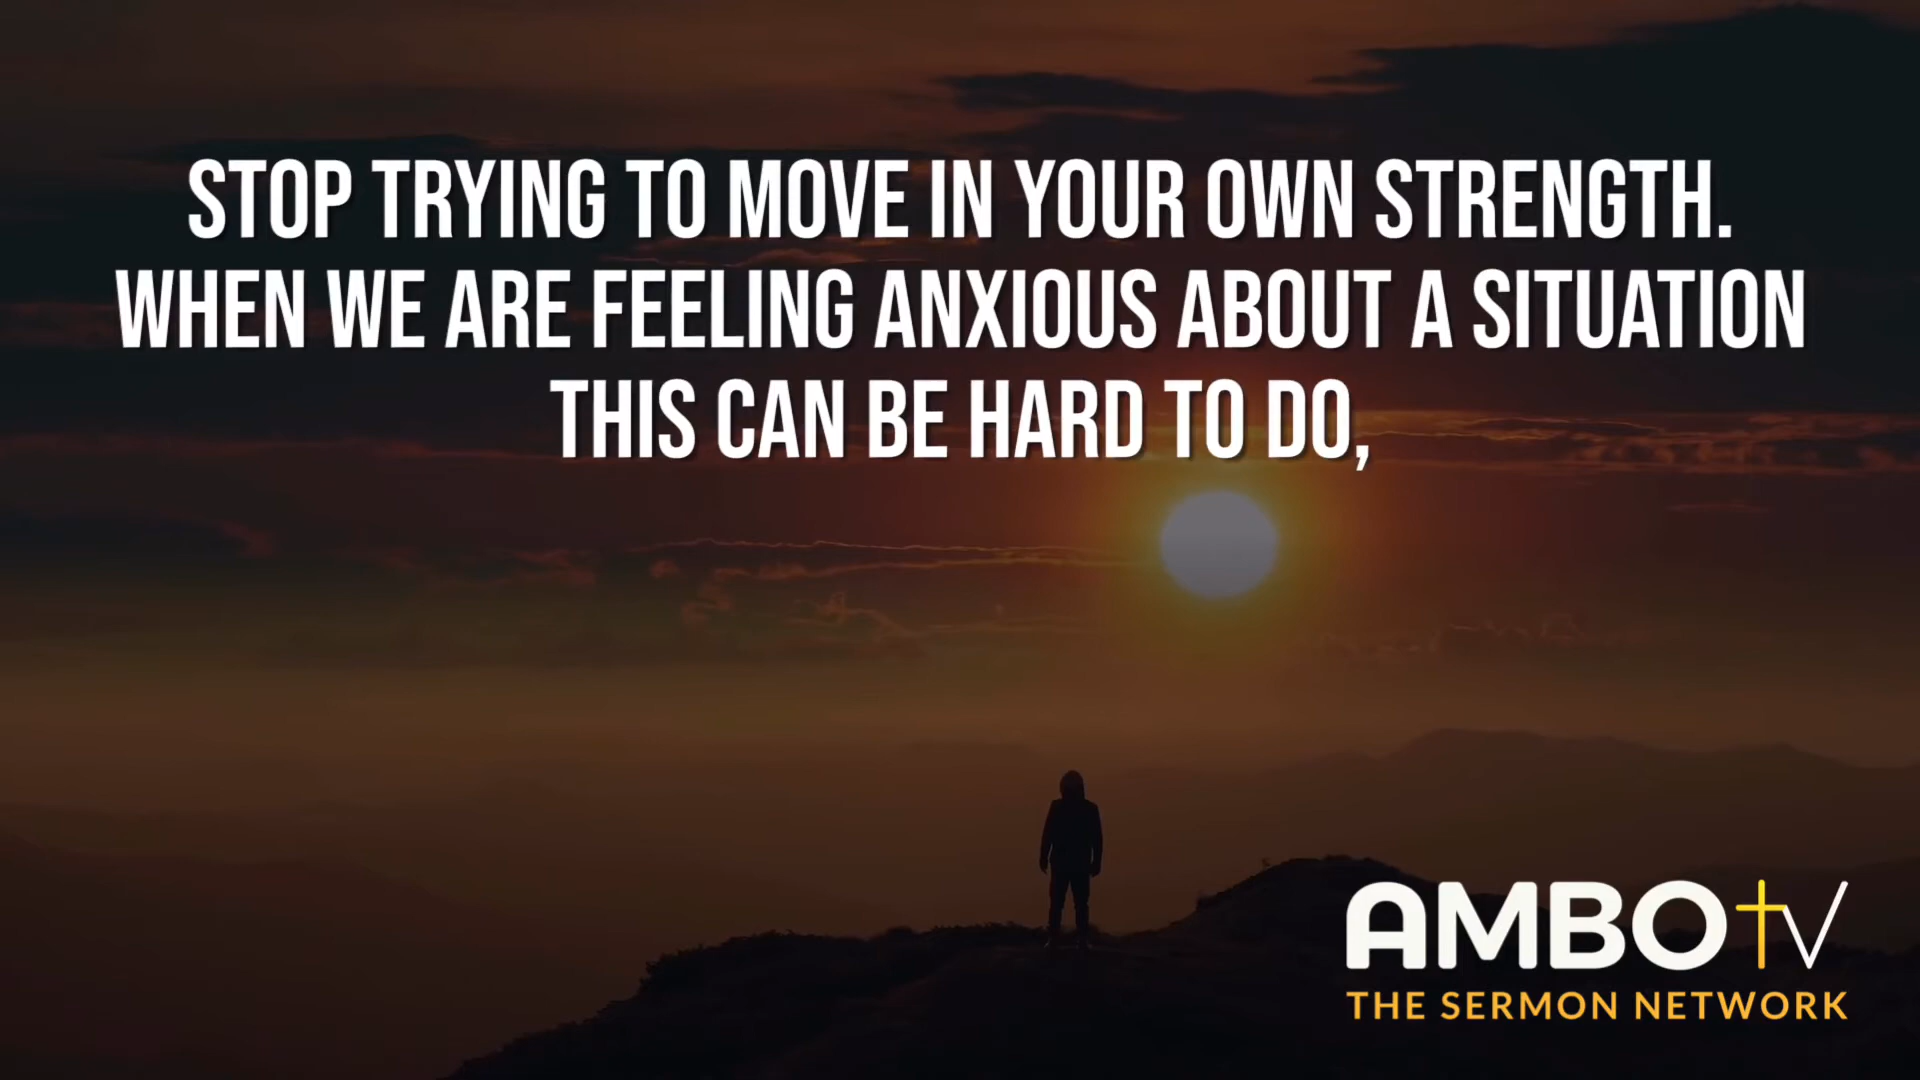 STOP TRYING TO MOVE IN YOUR OWN STRENGTH.
WHEN WE ARE FEELING ANXIOUS ABOUT A SITUATION
THIS CAN BE HARD TO DO,
AMBOtv
THE SERMON NETWORK